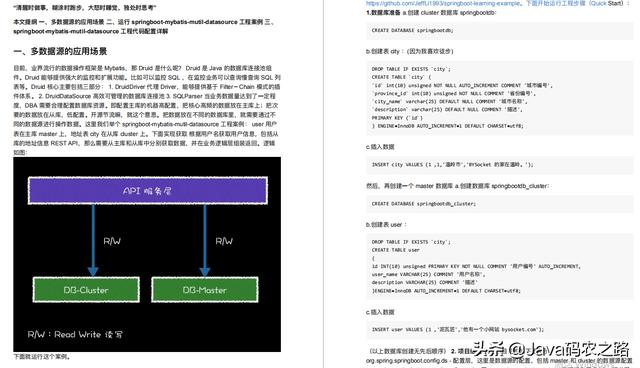 "清醒时做事，糊涂时跑步，大怒时睡觉，独处时思考"
本文提纲 一、多数据源的应用场景 二、运行 springboot-mybatis-mutil-datasource 工程案例 三、
springboot-mybatis-mutil-datasource 工程代码配置详解
一、多数据源的应用场景
目前，业界流行的数据操作框架是 Mybatis，那 Druid 是什么呢？ Druid 是 Java 的数据库连接池组
件。Druid 能够提供强大的监控和扩展功能。比如可以监控 SQL，在监控业务可以查询慢查询 SQL 列
表等。Druid 核心主要包括三部分： 1. DruidDriver 代理 Driver，能够提供基于 Filter－Chain 模式的插
件体系。2. DruidDataSource 高效可管理的数据库连接池 3. SQLParser 当业务数据量达到了一定程
度，DBA 需要合理配置数据库资源。即配置主库的机器高配置，把核心高频的数据放在主库上；把次
要的数据放在从库，低配置。开源节流嘛，就这个意思。把数据放在不同的数据库里，就需要通过不
同的数据源进行操作数据。这里我们举个 springboot-mybatis-mutil-datasource 工程案例： user 用户
表在主库 master 上，地址表 city 在从库 cluster 上。下面实现获取 根据用户名获取用户信息，包括从
库的地址信息 REST API，那么需要从主库和从库中分别获取数据，并在业务逻辑层组装返回。逻辑
如图：
API 服务层
R/W
R/W
DB-Cluster
DB-Master
R/W：Read Write 读写
下面就运行这个案例。
https://github.com/JeffLi1993/springboot-learning-example。下面开始运行工程步骤（Quick Start）：
1.数据库准备 a.创建 cluster 数据库 springbootdb：
CREATE DATABASE springbootdb;
b.创建表 city ：(因为我喜欢徒步)
DROP TABLE IF EXISTS `city`;
CREATE TABLE `city` (
`id` int(10) unsigned NOT NULL AUTO_INCREMENT COMMENT '城市编号',
`province_id` int(10) unsigned NOT NULL COMMENT '省份编号',
`city_name` varchar(25) DEFAULT NULL COMMENT '城市名称',
`description` varchar(25) DEFAULT NULL COMMENT '描述',
PRIMARY KEY (`id`)
) ENGINE=InnoDB AUTO_INCREMENT=1 DEFAULT CHARSET=utf8;
c.插入数据
INSERT city VALUES (1 ,1,'温岭市','BYSocket 的家在温岭。');
然后，再创建一个 master 数据库 a.创建数据库 springbootdb_cluster：
CREATE DATABASE springbootdb_cluster;
b.创建表 user ：
DROP TABLE IF EXISTS `city`;
CREATE TABLE user
(
id INT(10) unsigned PRIMARY KEY NOT NULL COMMENT '用户编号' AUTO_INCREMENT,
user_name VARCHAR(25) COMMENT '用户名称',
description VARCHAR(25) COMMENT '描述'
)ENGINE=InnoDB AUTO_INCREMENT=1 DEFAULT CHARSET=utf8;
c.插入数据
INSERT user VALUES (1 ,'泥瓦匠','他有一个小网站 bysocket.com');
（以上数据库创建无先后顺序） 2. 项目
org.spring.springboot.config.ds - 配置层，这里是数据源的配置，包括 master 和 cluster 的数据源配置
头条@Java码农之路